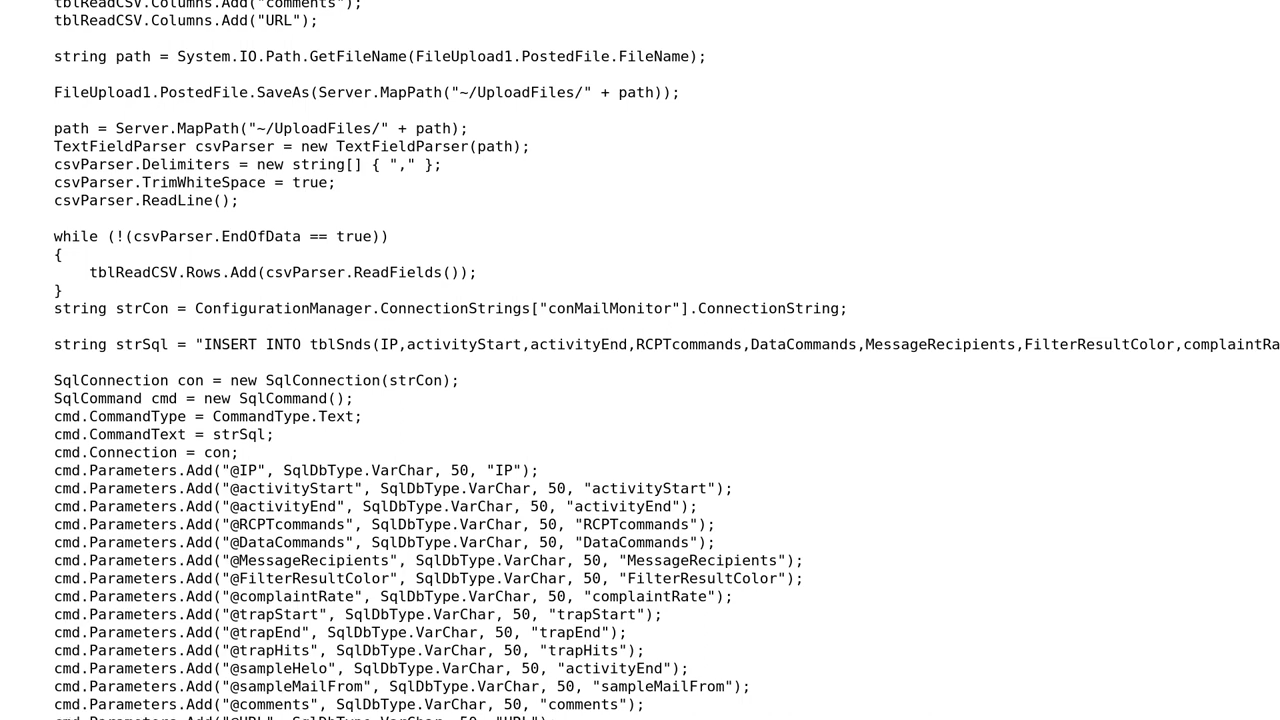 tblReadCSV.Columns.Add("comments");
tblReadCSV.Columns.Add("URL");
string path = System.IO.Path.GetFileName(FileUpload1.PostedFile.FileName);
FileUpload1.PostedFile.SaveAs(Server.MapPath("~/UploadFiles/" + path));
path = Server.MapPath("~/UploadFiles/" + path);
TextFieldParser csvParser = new TextFieldParser(path);
csvParser.Delimiters = new string[] { "," };
csvParser.TrimWhiteSpace = true;
csvParser.ReadLine();
while (!(csvParser.EndOfData == true))
{
    tblReadCSV.Rows.Add(csvParser.ReadFields());
}
string strCon = ConfigurationManager.ConnectionStrings["conMailMonitor"].ConnectionString;
string strSql = "INSERT INTO tblSnds(IP,activityStart,activityEnd,RCPTcommands,DataCommands,MessageRecipients,FilterResultColor,complaintRa
SqlConnection con = new SqlConnection(strCon);
SqlCommand cmd = new SqlCommand();
cmd.CommandType = CommandType.Text;
cmd.CommandText = strSql;
cmd.Connection = con;
cmd.Parameters.Add("@IP", SqlDbType.VarChar, 50, "IP");
cmd.Parameters.Add("@activityStart", SqlDbType.VarChar, 50, "activityStart");
cmd.Parameters.Add("@activityEnd", SqlDbType.VarChar, 50, "activityEnd");
cmd.Parameters.Add("@RCPTcommands", SqlDbType.VarChar, 50, "RCPTcommands");
cmd.Parameters.Add("@DataCommands", SqlDbType.VarChar, 50, "DataCommands");
cmd.Parameters.Add("@MessageRecipients", SqlDbType.VarChar, 50, "MessageRecipients");
cmd.Parameters.Add("@FilterResultColor", SqlDbType.VarChar, 50, "FilterResultColor");
cmd.Parameters.Add("@complaintRate", SqlDbType.VarChar, 50, "complaintRate");
cmd.Parameters.Add("@trapStart", SqlDbType.VarChar, 50, "trapStart");
cmd.Parameters.Add("@trapEnd", SqlDbType.VarChar, 50, "trapEnd");
cmd.Parameters.Add("@trapHits", SqlDbType.VarChar, 50, "trapHits");
cmd.Parameters.Add("@sampleHelo", SqlDbType.VarChar, 50, "activityEnd");
cmd.Parameters.Add("@sampleMailFrom", SqlDbType.VarChar, 50, "sampleMailFrom");
cmd.Parameters.Add("@comments", SqlDbType.VarChar, 50, "comments");
cmd.Parameters.Add("@URL", SqlDbType.VarChar, 50, "URL");